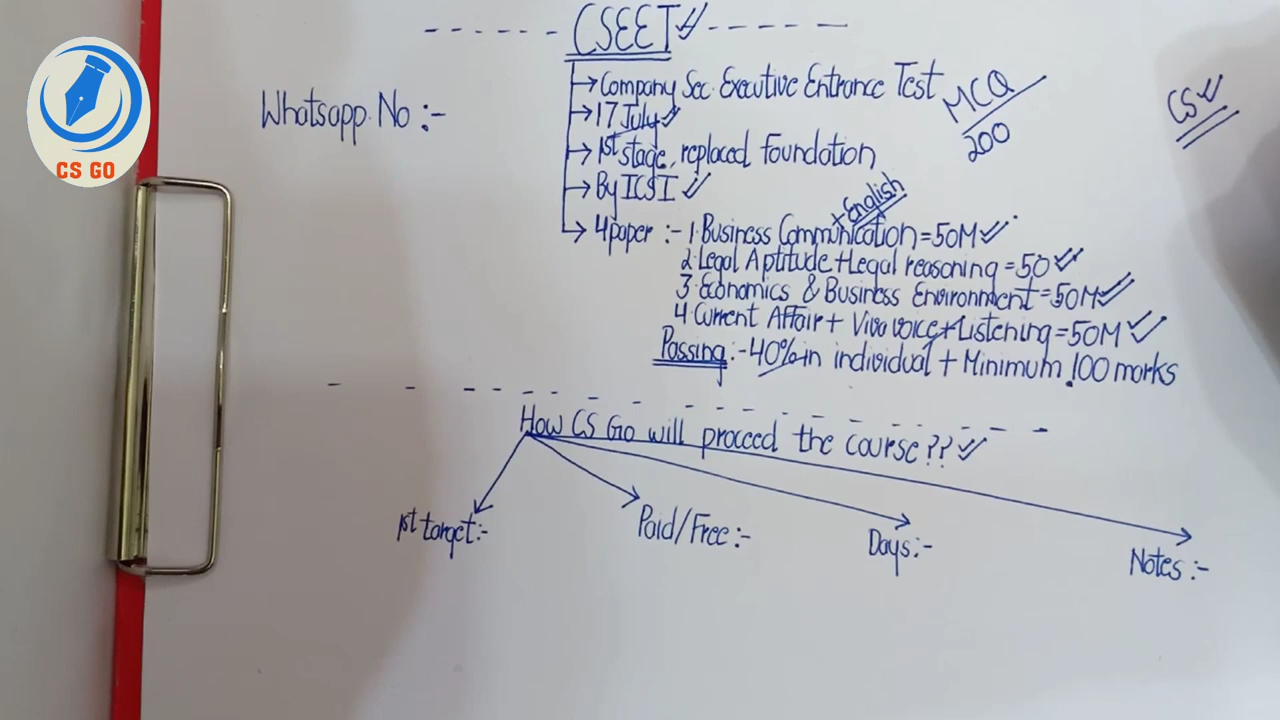 CSEET
Company Sec. Executive Entrance Test
MCQ
200
CS
Whatsapp No :-
17 July
1st stage, replaced foundation
By ICSI
4 paper :- 1. Business Communication = 50M
+ English
2. Legal Aptitude + Legal reasoning = 50
3. Economics & Business Environment = 50M
4. Current Affair + Viva voice + Listening = 50M
Passing :- 40% in individual + Minimum 100 marks
How CS Go will proceed the course ??
1st target :-
Paid/Free :-
Days :-
Notes :-
CS GO